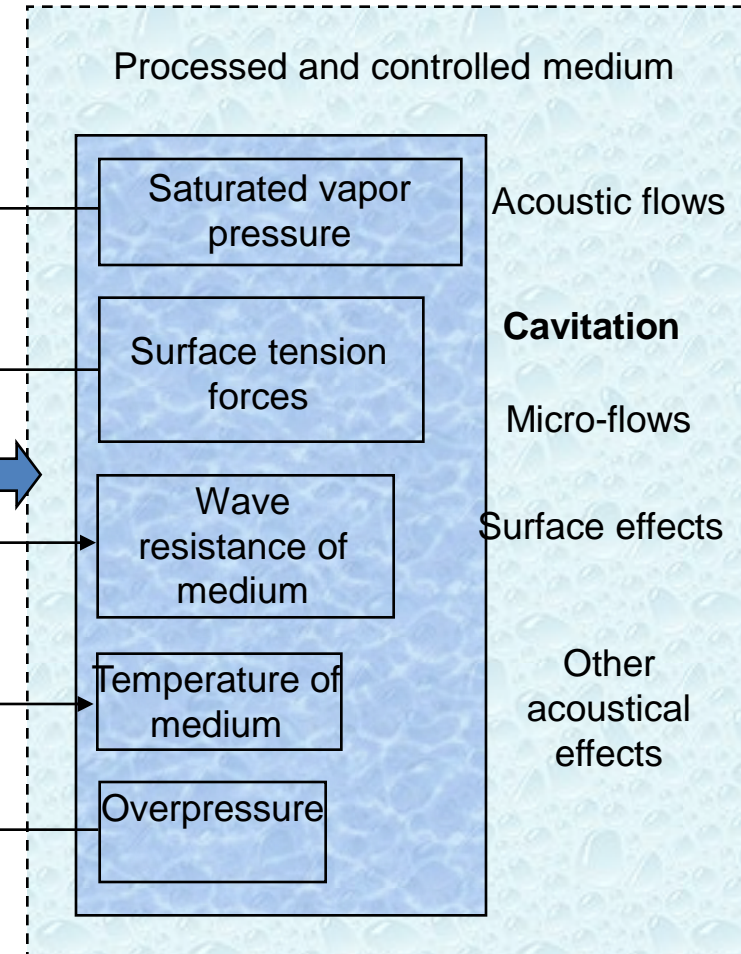 Processed and controlled medium
Saturated vapor
pressure
Acoustic flows
Surface tension
forces
Cavitation
Micro-flows
Wave
resistance of
medium
Surface effects
Temperature of
medium
Other
acoustical
effects
Overpressure